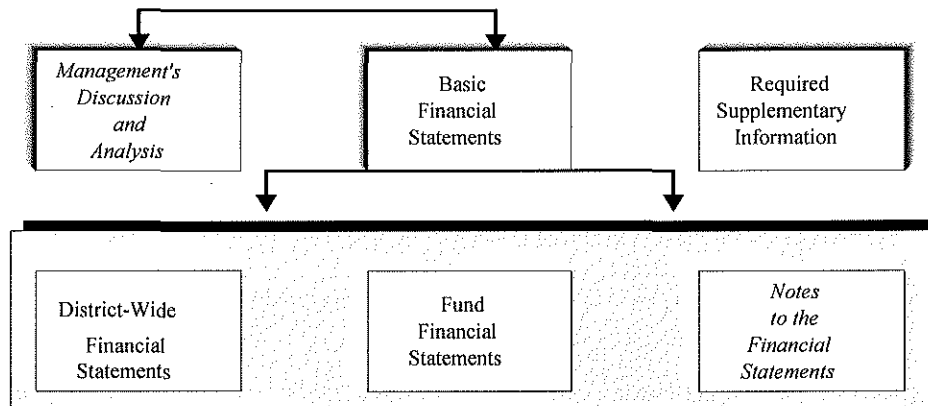 Management's
Discussion
and
Analysis
Basic
Financial
Statements
Required
Supplementary
Information
District-Wide
Financial
Statements
Fund
Financial
Statements
Notes
to the
Financial
Statements